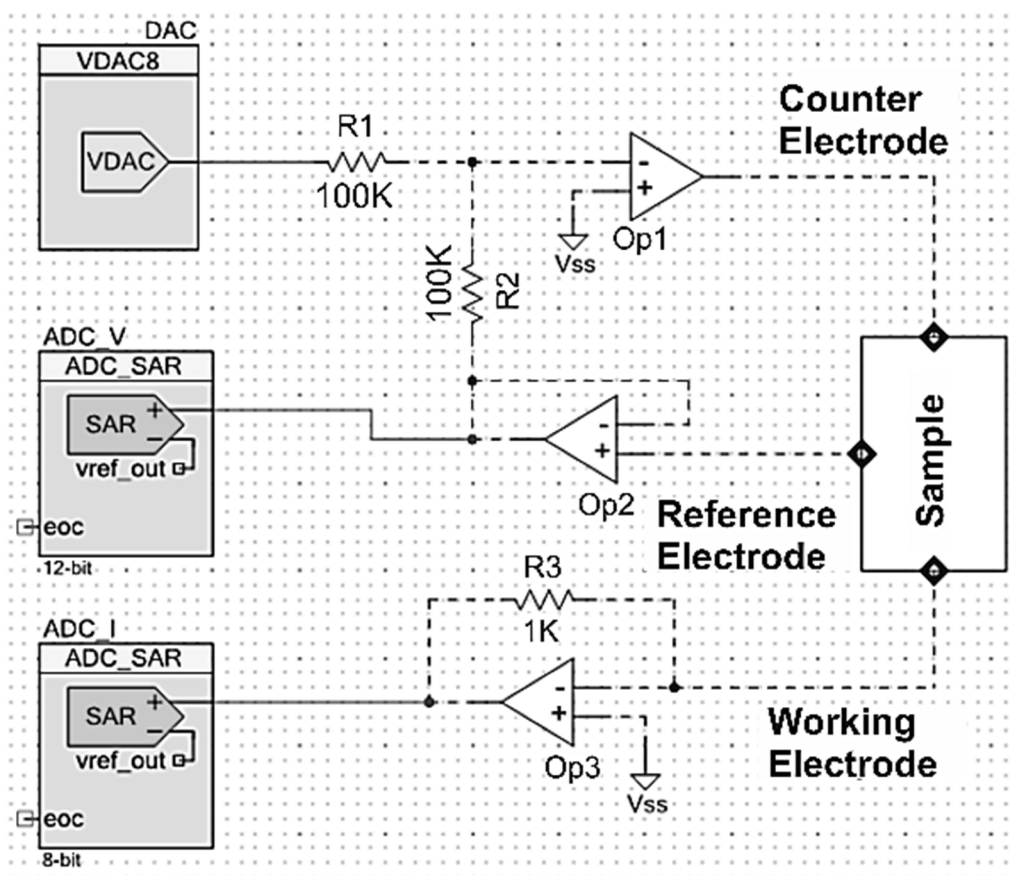 DAC
VDAC8
VDAC
R1
100K
-
+
Op1
Vss
Counter
Electrode
100K
R2
ADC_V
ADC_SAR
SAR
+
-
vref_out
eoc
12-bit
-
+
Op2
Reference
Electrode
Sample
R3
1K
ADC_I
ADC_SAR
SAR
+
-
vref_out
eoc
8-bit
-
+
Op3
Vss
Working
Electrode